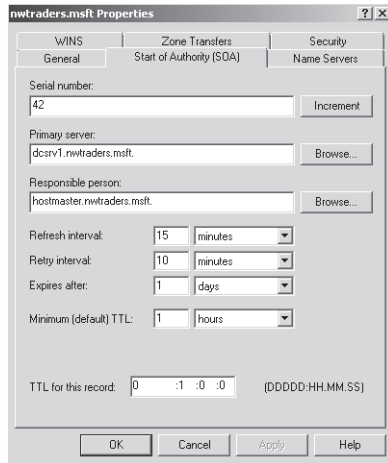 nwtraders.msft Properties
WINS Zone Transfers Security
General Start of Authority (SOA) Name Servers
Serial number:
42 Increment
Primary server:
dcsrv1.nwtraders.msft. Browse...
Responsible person:
hostmaster.nwtraders.msft. Browse...
Refresh interval: 15 minutes
Retry interval: 10 minutes
Expires after: 1 days
Minimum (default) TTL: 1 hours
TTL for this record: 0 :1 :0 :0 (DDDDD:HH.MM.SS)
OK Cancel Apply Help